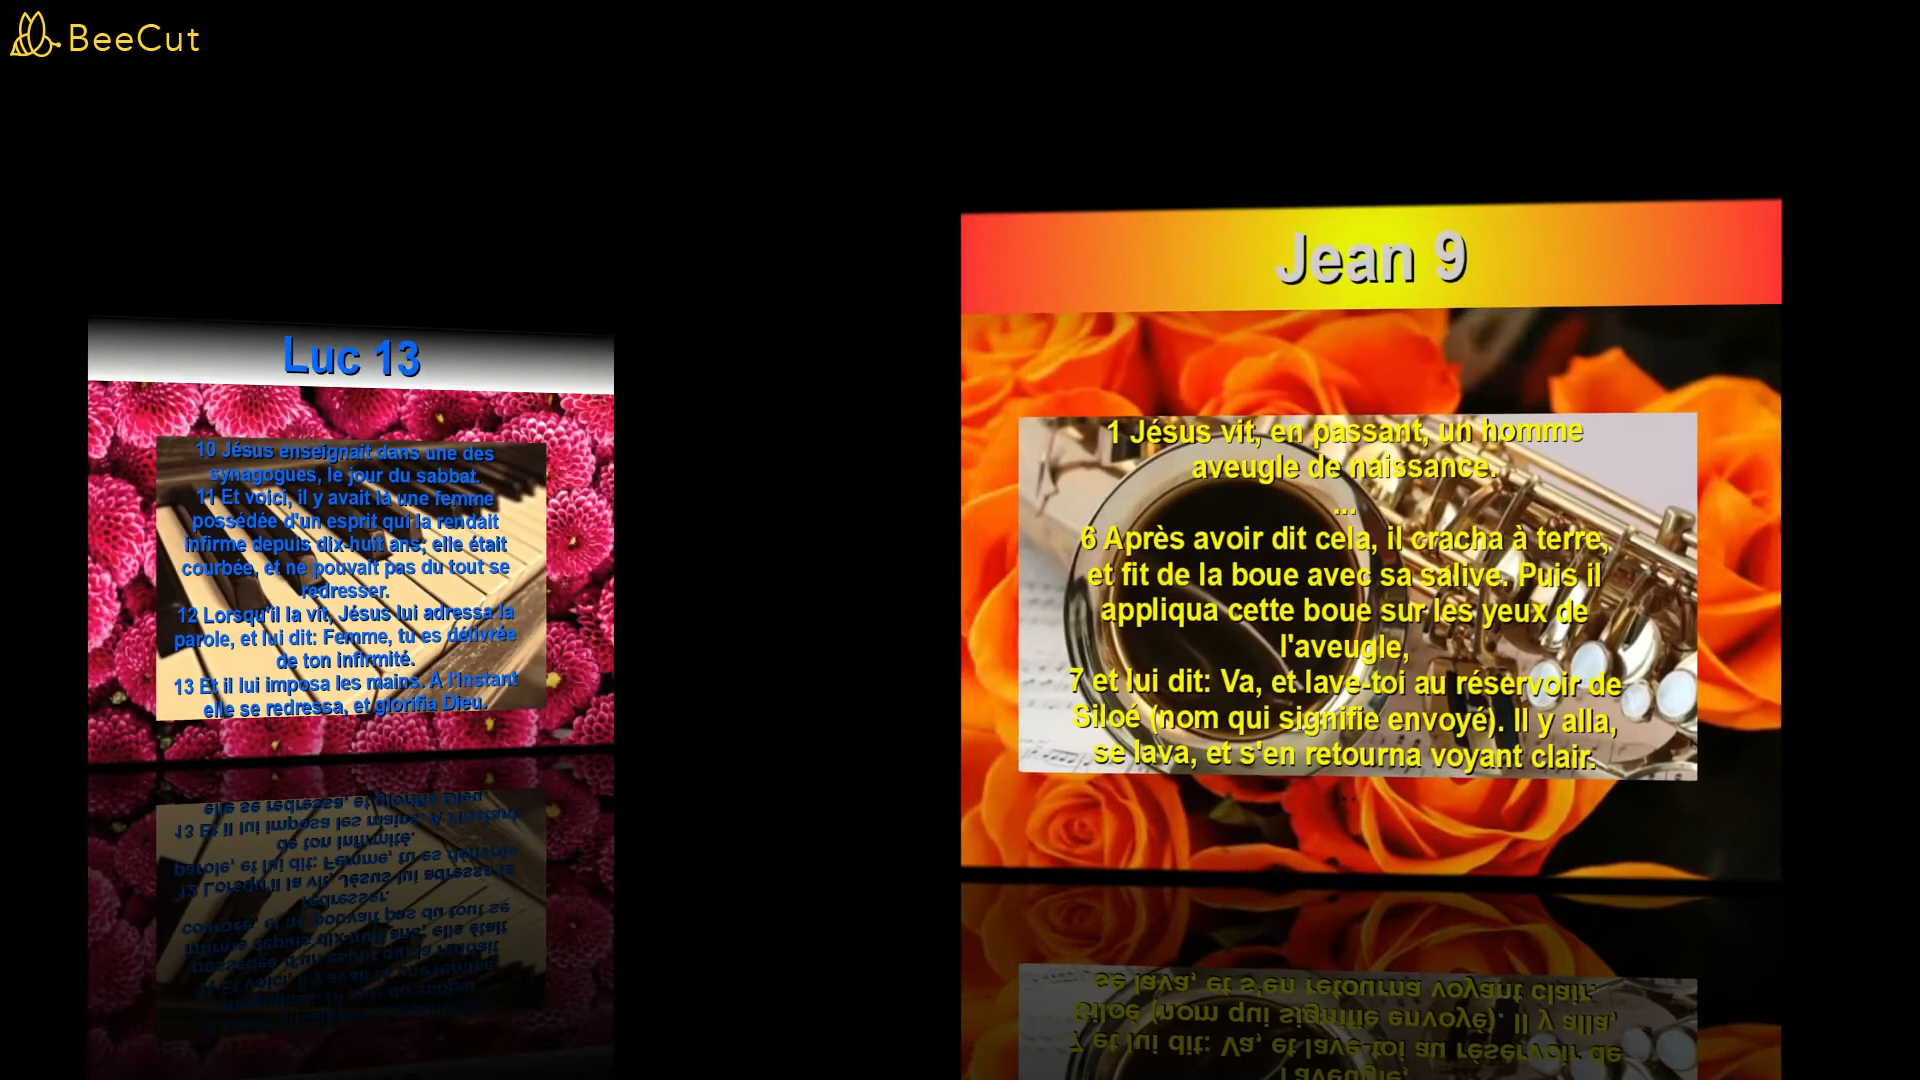 BeeCut
Luc 13
10 Jésus enseignait dans une des
synagogues, le jour du sabbat.
11 Et voici, il y avait là une femme
possédée d'un esprit qui la rendait
infirme depuis dix-huit ans; elle était
courbée, et ne pouvait pas du tout se
redresser.
12 Lorsqu'il la vit, Jésus lui adressa la
parole, et lui dit: Femme, tu es délivrée
de ton infirmité.
13 Et il lui imposa les mains. A l'instant
elle se redressa, et glorifia Dieu.
Jean 9
1 Jésus vit, en passant, un homme
aveugle de naissance.
...
6 Après avoir dit cela, il cracha à terre,
et fit de la boue avec sa salive. Puis il
appliqua cette boue sur les yeux de
l'aveugle,
7 et lui dit: Va, et lave-toi au réservoir de
Siloé (nom qui signifie envoyé). Il y alla,
se lava, et s'en retourna voyant clair.